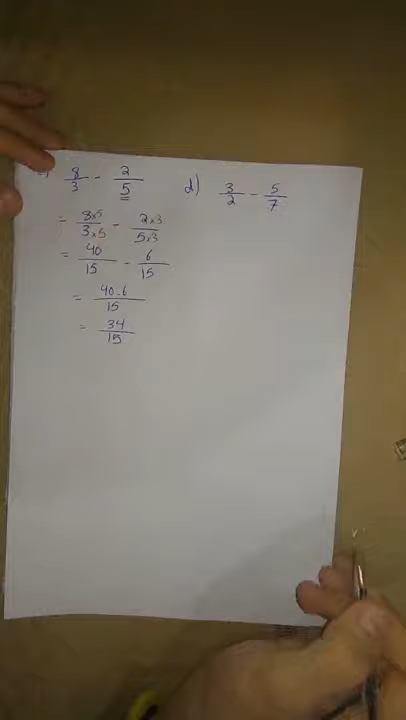 ) 8/3 - 2/5
= 8x5/3x5 - 2x3/5x3
= 40/15 - 6/15
= 40-6/15
= 34/15
d) 3/2 - 5/7